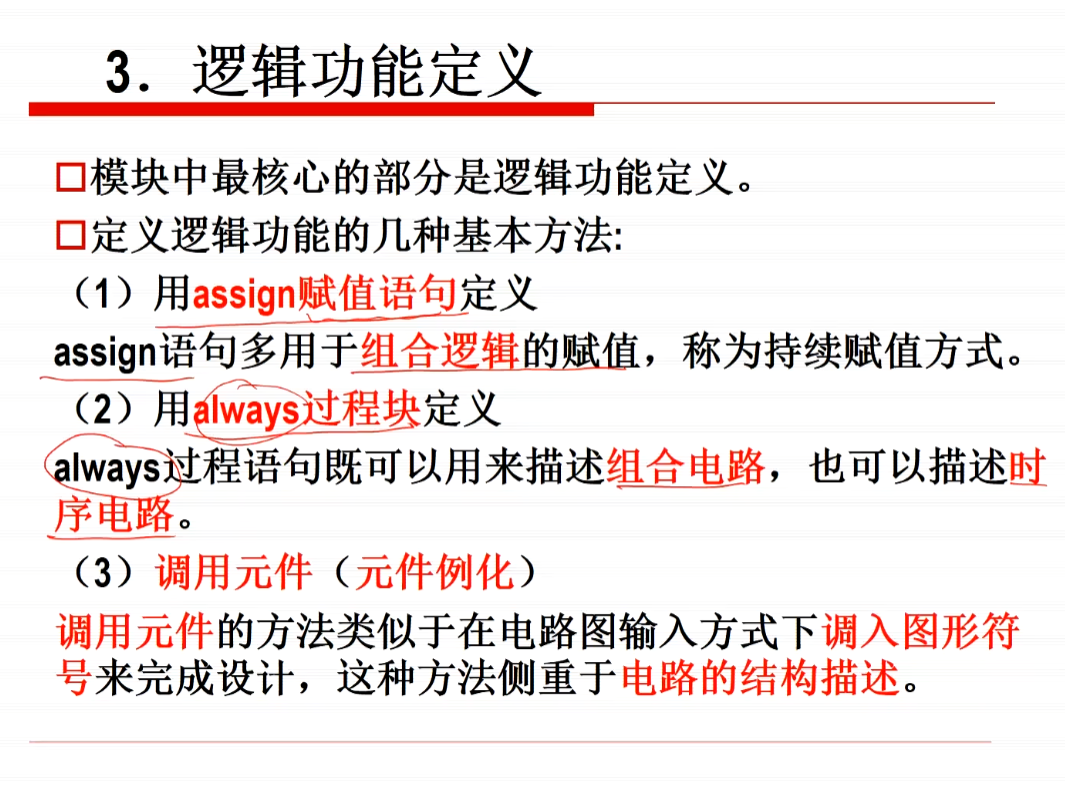 3．逻辑功能定义
模块中最核心的部分是逻辑功能定义。
定义逻辑功能的几种基本方法:
（1）用assign赋值语句定义
assign语句多用于组合逻辑的赋值，称为持续赋值方式。
（2）用always过程块定义
always过程语句既可以用来描述组合电路，也可以描述时
序电路。
（3）调用元件（元件例化）
调用元件的方法类似于在电路图输入方式下调入图形符
号来完成设计，这种方法侧重于电路的结构描述。